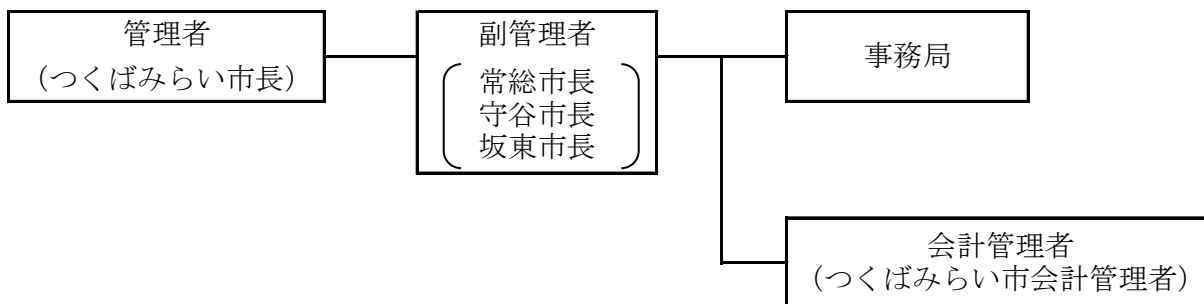 管理者
(つくばみらい市長)
副管理者
常総市長
守谷市長
坂東市長
事務局
会計管理者
(つくばみらい市会計管理者)